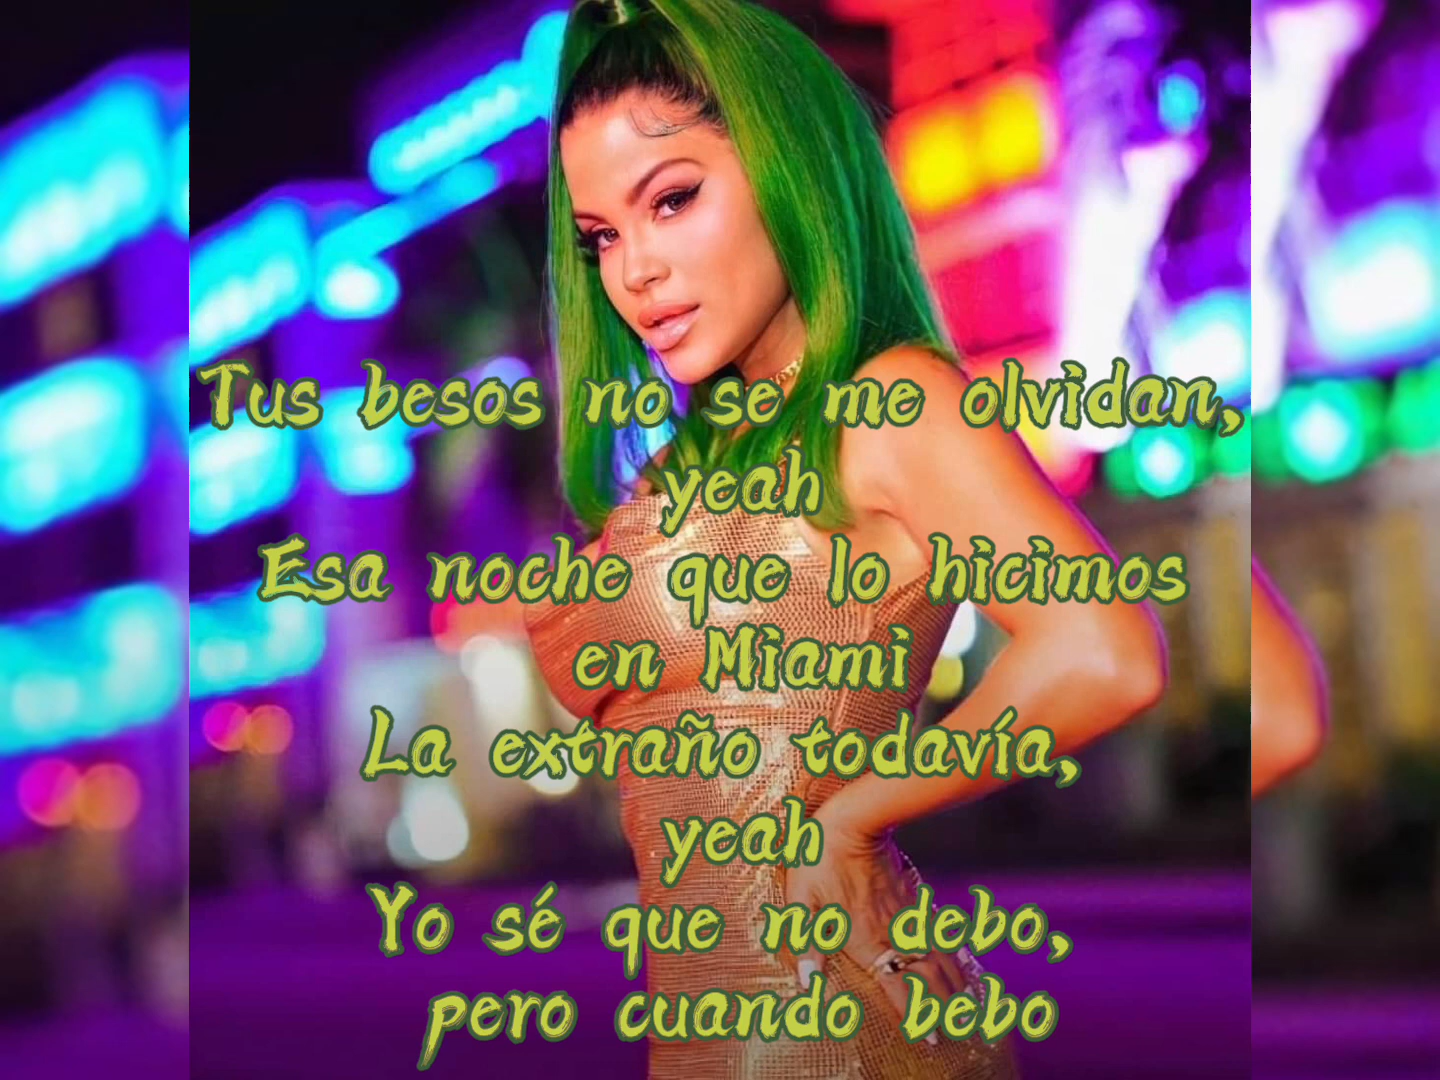 Tus besos no se me olvidan,
yeah
Esa noche que lo hicimos
en Miami
La extraño todavía,
yeah
Yo sé que no debo,
pero cuando bebo